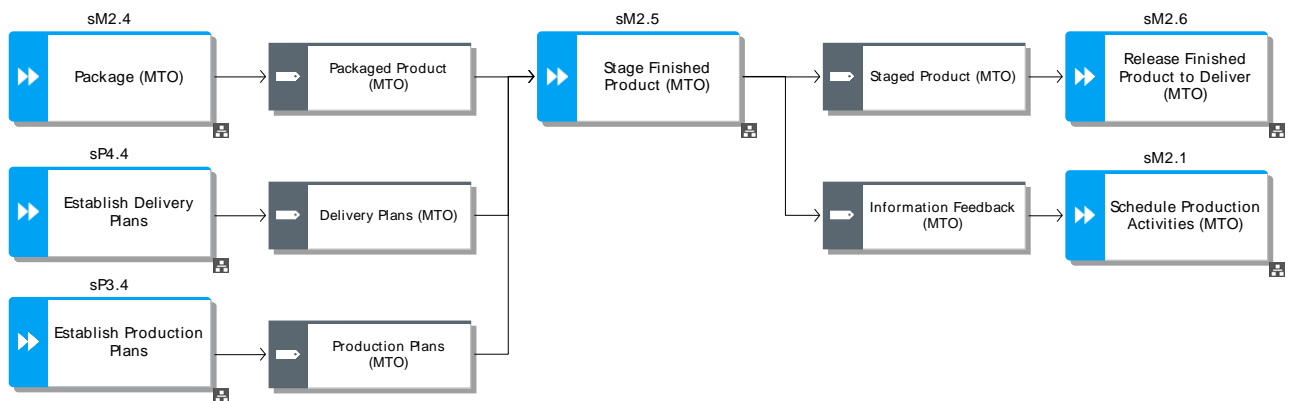 sM2.4
Package (MTO)
Packaged Product
(MTO)
sM2.5
Stage Finished
Product (MTO)
Staged Product (MTO)
sM2.6
Release Finished
Product to Deliver
(MTO)
sP4.4
Establish Delivery
Plans
Delivery Plans (MTO)
Information Feedback
(MTO)
sM2.1
Schedule Production
Activities (MTO)
sP3.4
Establish Production
Plans
Production Plans
(MTO)